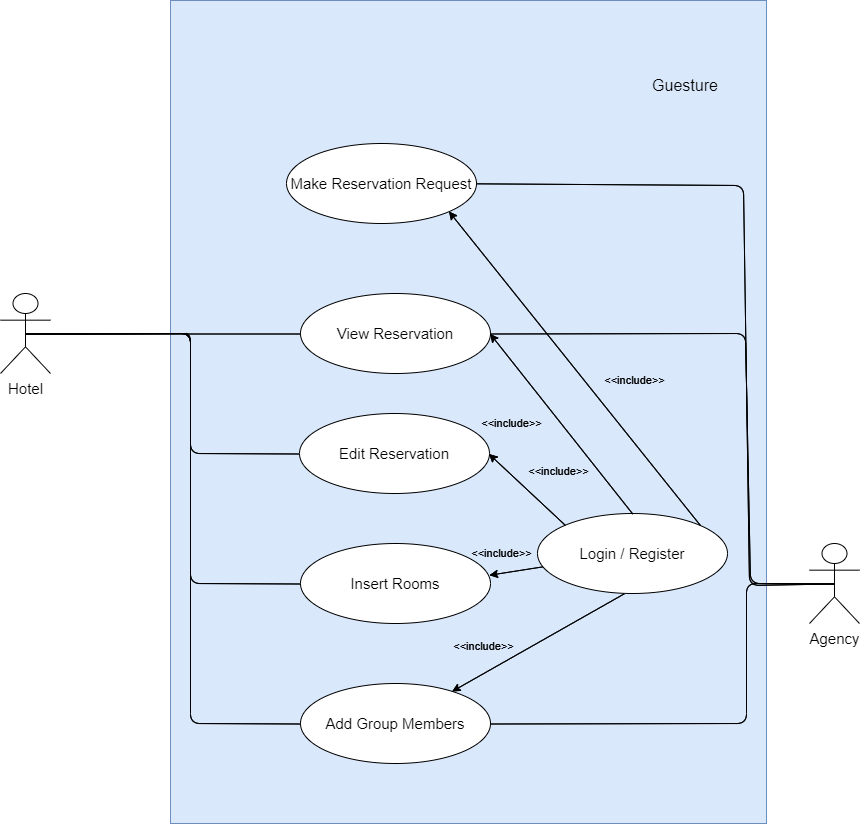 Guesture
Make Reservation Request
Hotel
View Reservation
<<include>>
<<include>>
Edit Reservation
<<include>>
<<include>>
Login / Register
Insert Rooms
Agency
<<include>>
Add Group Members